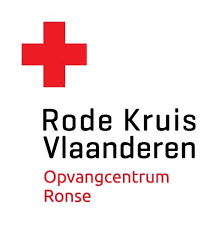 Rode Kruis
Vlaanderen
Opvangcentrum
Ronse